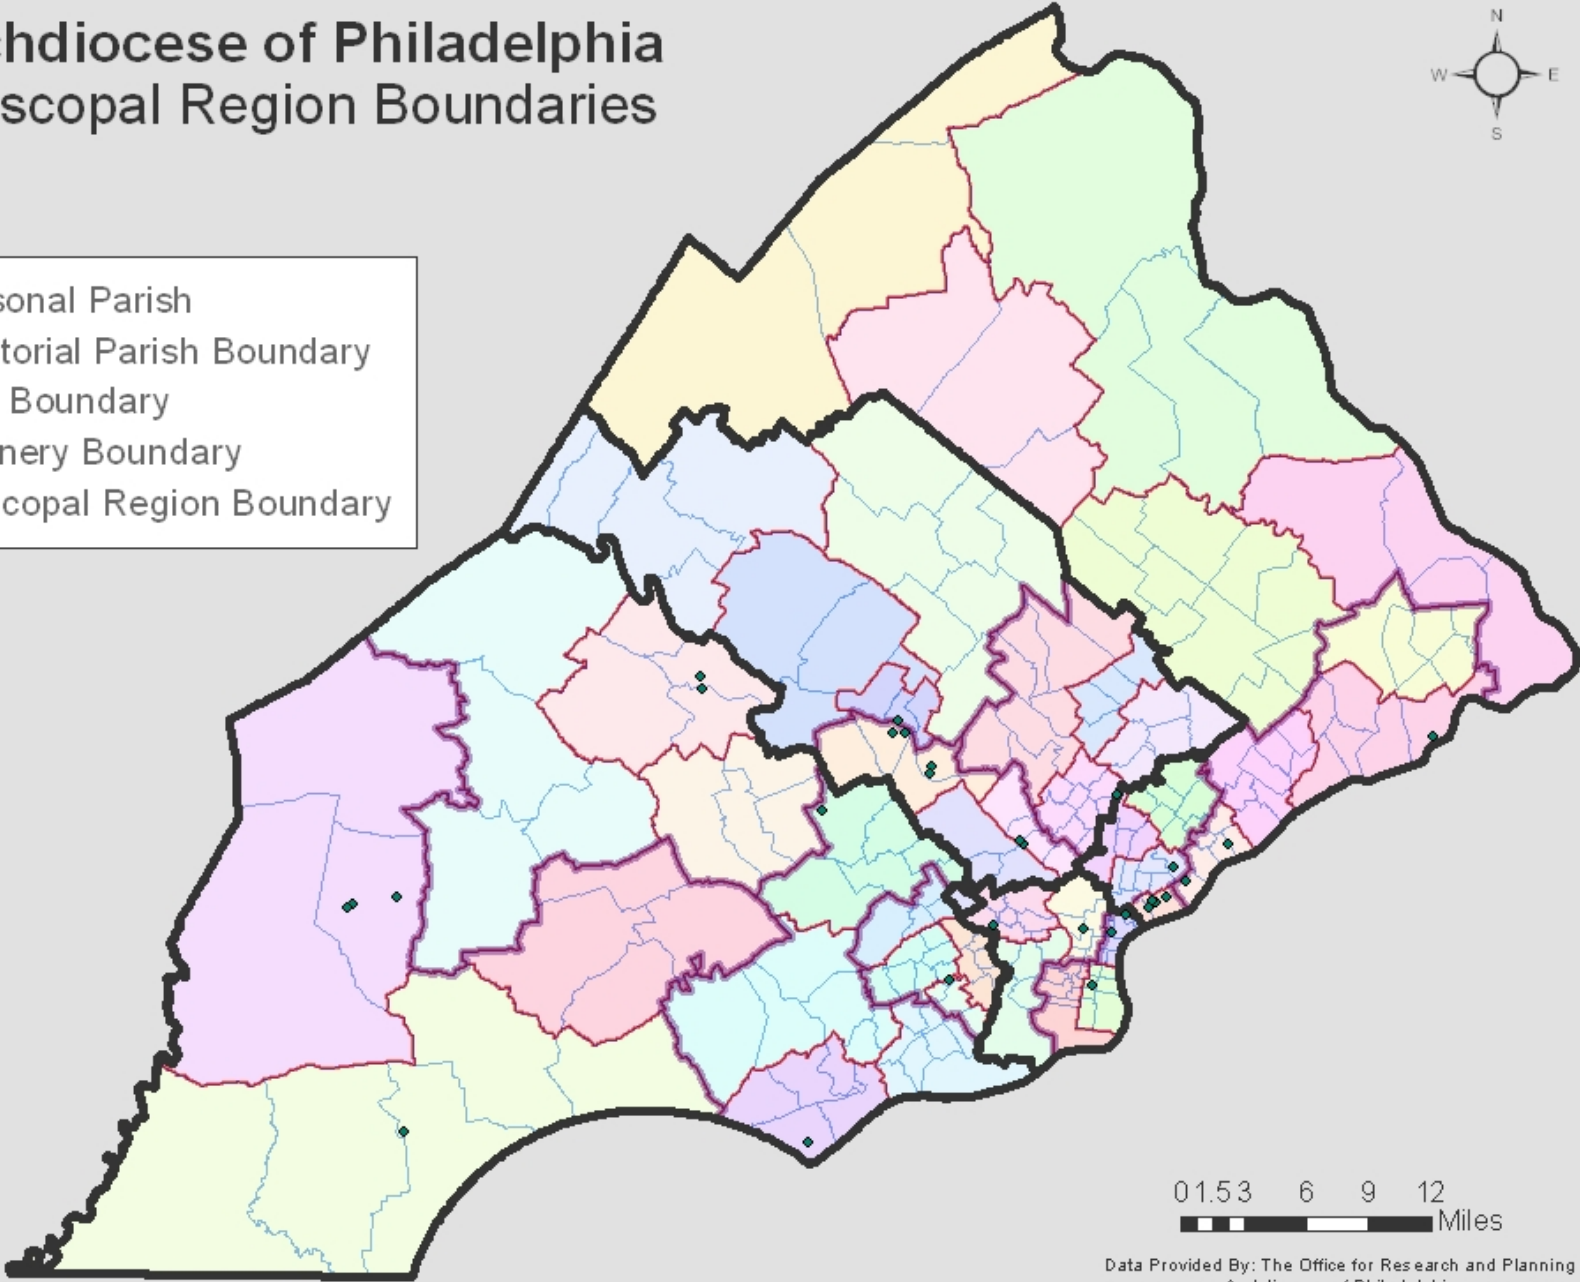 chdiocese of Philadelphia
scopal Region Boundaries
N
W
E
S
sonal Parish
torial Parish Boundary
Boundary
nery Boundary
copal Region Boundary
0 1.5 3 6 9 12
Miles
Data Provided By: The Office for Research and Planning